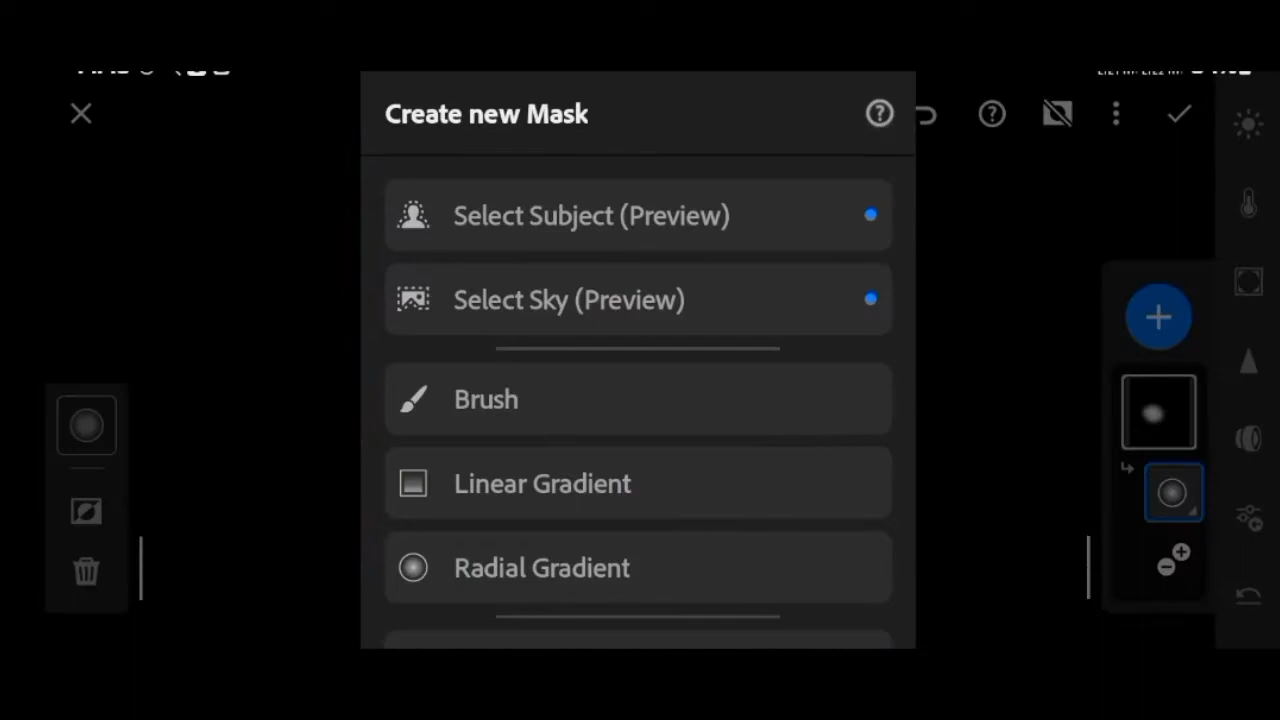 Create new Mask
Select Subject (Preview)
Select Sky (Preview)
Brush
Linear Gradient
Radial Gradient